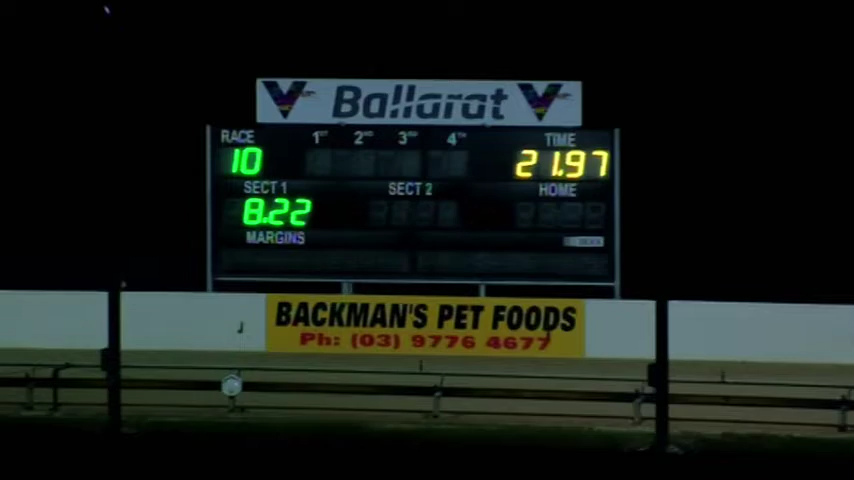 Ballarat
RACE 1ST 2ND 3RD 4TH TIME
10 21.97
SECT 1 SECT 2 HOME
8.22
MARGINS
BACKMAN'S PET FOODS
Ph: (03) 9776 4677